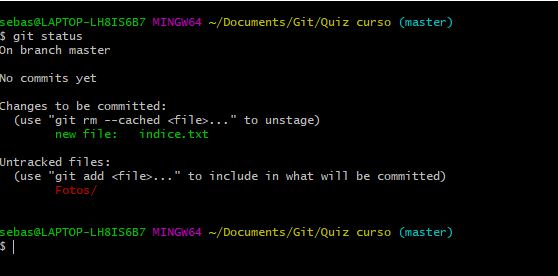 sebas@LAPTOP-LH8IS6B7 MINGW64 ~/Documents/Git/Quiz curso (master)
$ git status
On branch master
No commits yet
Changes to be committed:
(use "git rm --cached <file>..." to unstage)
new file:   indice.txt
Untracked files:
(use "git add <file>..." to include in what will be committed)
Fotos/
sebas@LAPTOP-LH8IS6B7 MINGW64 ~/Documents/Git/Quiz curso (master)
$